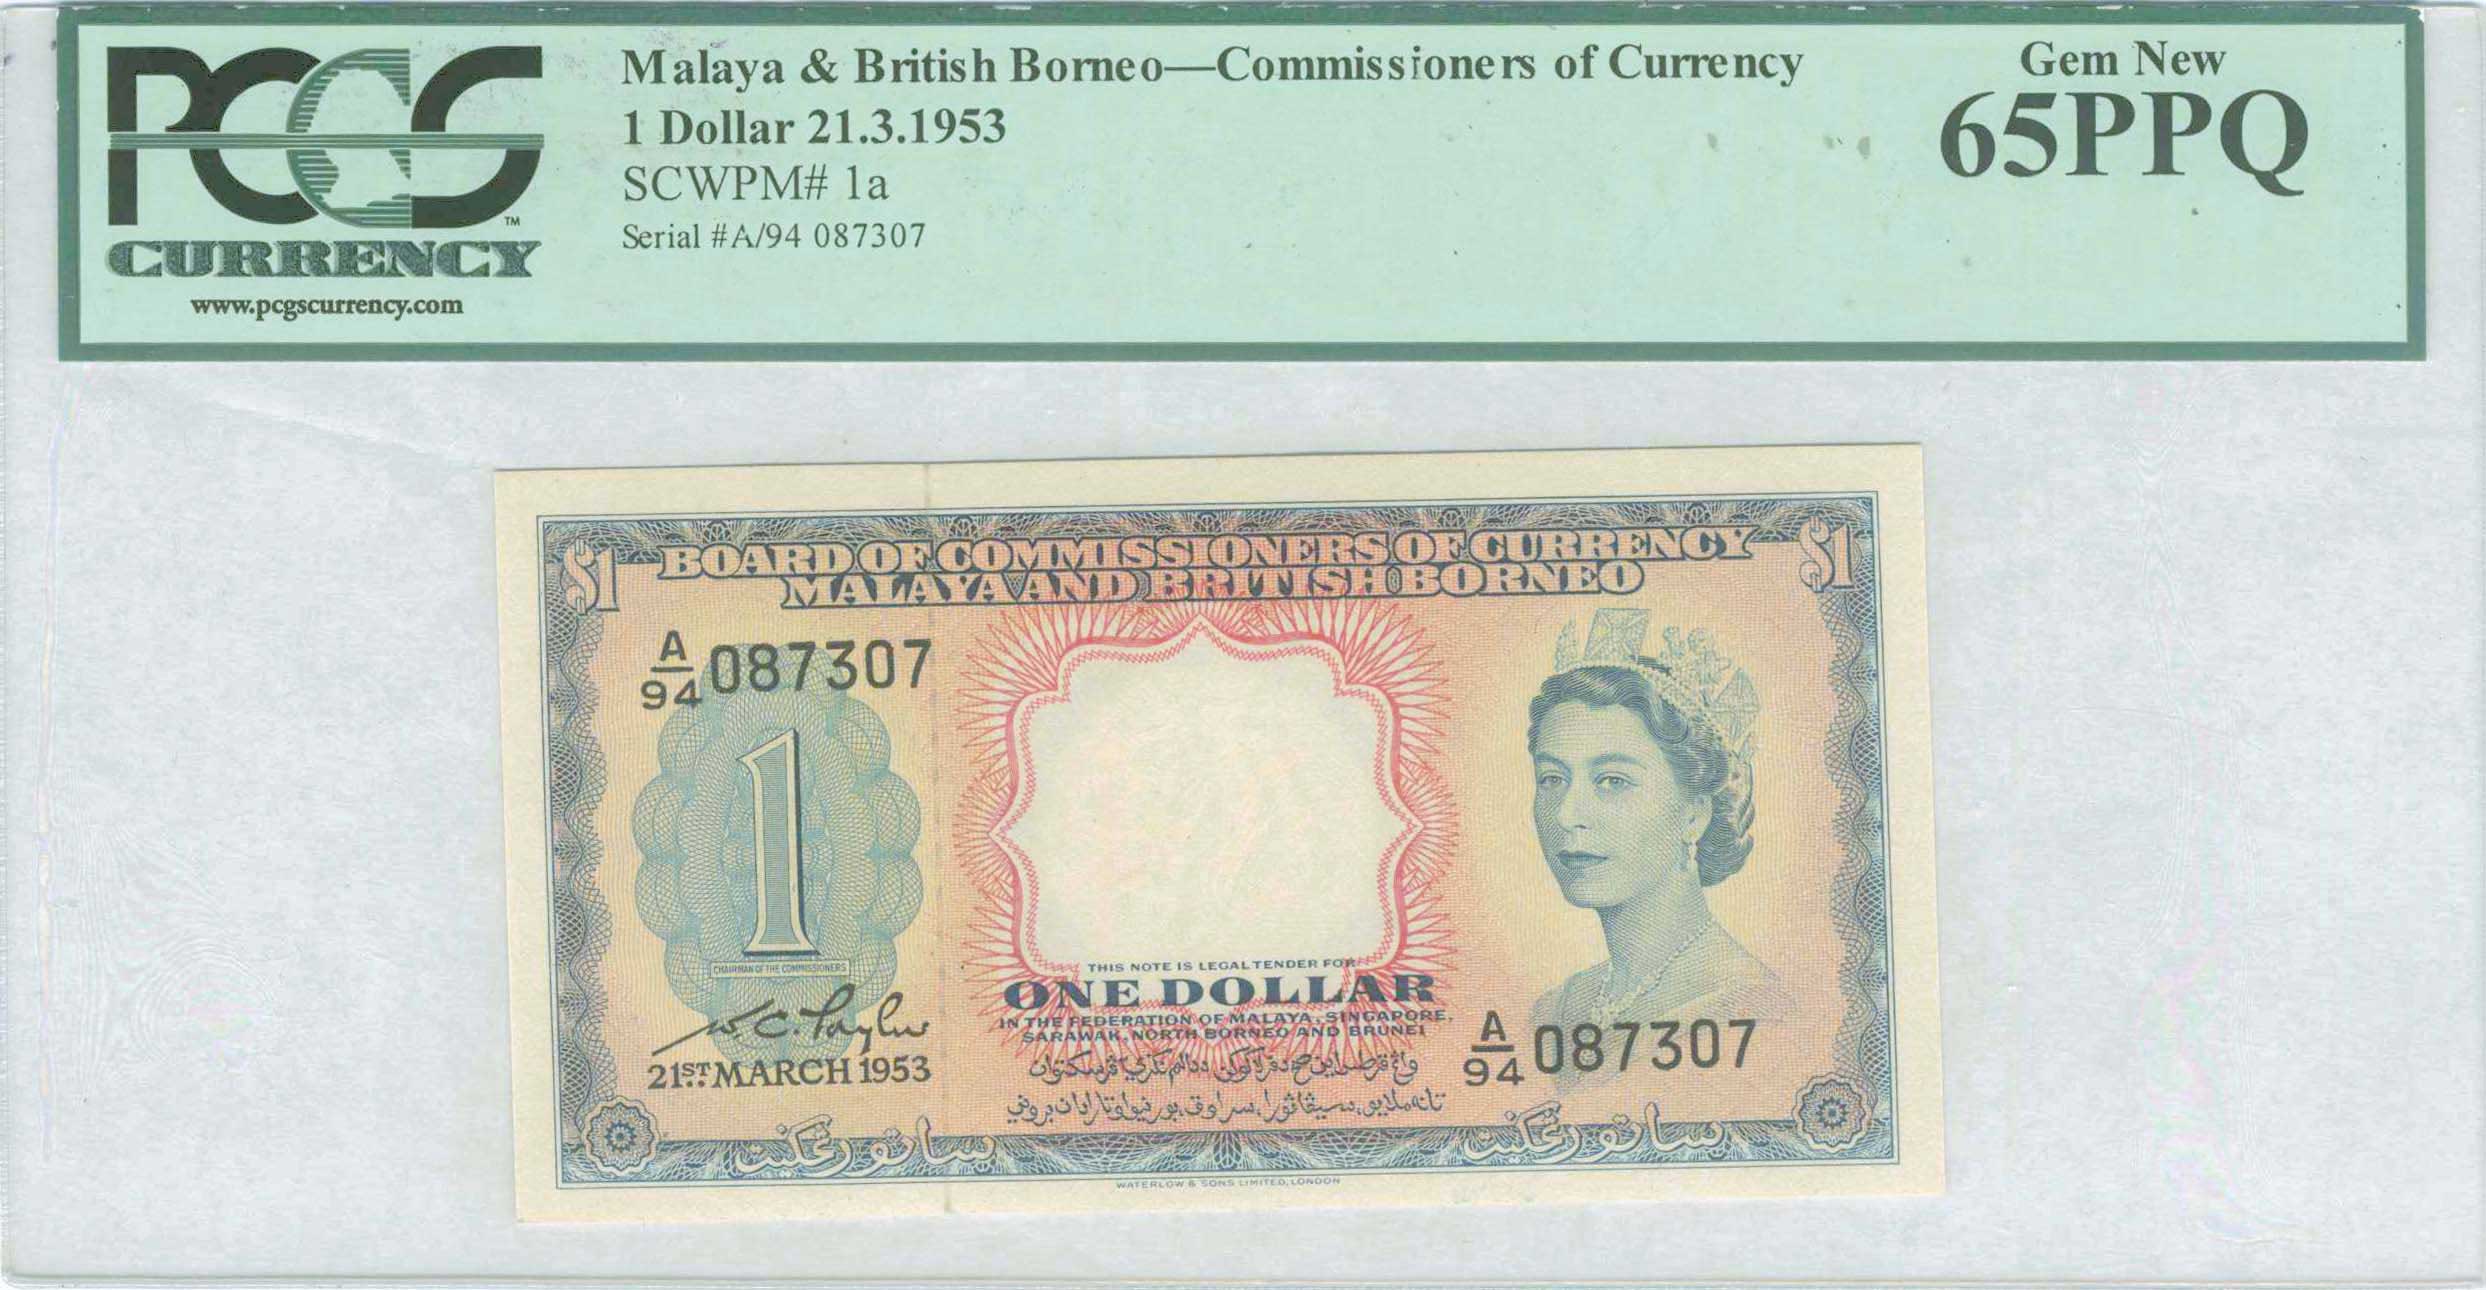 PCGS
™
CURRENCY
www.pcgscurrency.com
Malaya & British Borneo—Commissioners of Currency
1 Dollar 21.3.1953
SCWPM# 1a
Serial #A/94 087307
Gem New
65PPQ
$1 BOARD OF COMMISSIONERS OF CURRENCY $1
MALAYA AND BRITISH BORNEO
A/94 087307
1
CHAIRMAN OF THE COMMISSIONERS
W.C. Taylor
21ST MARCH 1953
THIS NOTE IS LEGAL TENDER FOR
ONE DOLLAR
IN THE FEDERATION OF MALAYA, SINGAPORE,
SARAWAK, NORTH BORNEO AND BRUNEI
A/94 087307
ساتو رڠݢيت
ساتو رڠݢيت
WATERLOW & SONS LIMITED, LONDON